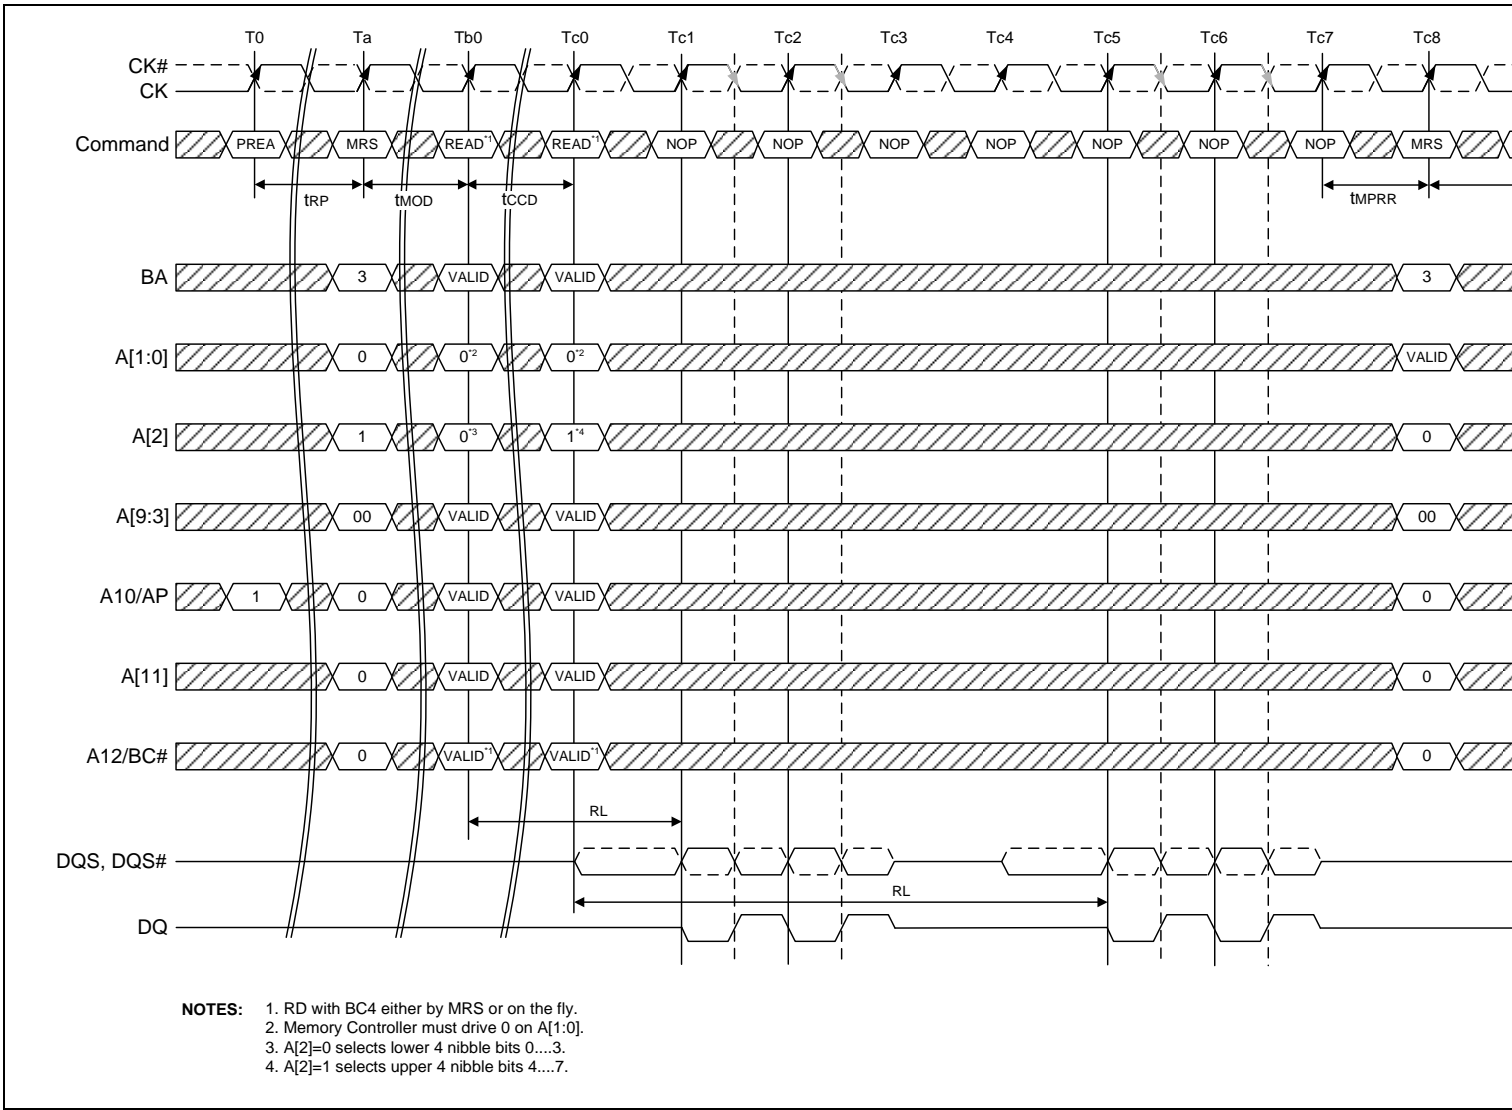 T0 Ta Tb0 Tc0 Tc1 Tc2 Tc3 Tc4 Tc5 Tc6 Tc7 Tc8
CK#
CK
Command PREA MRS READ*1 READ*1 NOP NOP NOP NOP NOP NOP NOP MRS
tRP tMOD tCCD tMPRR
BA 3 VALID VALID 3
A[1:0] 0 0*2 0*2 VALID
A[2] 1 0*3 1*4 0
A[9:3] 00 VALID VALID 00
A10/AP 1 0 VALID VALID 0
A[11] 0 VALID VALID 0
A12/BC# 0 VALID*1 VALID*1 0
RL
DQS, DQS#
RL
DQ
NOTES: 1. RD with BC4 either by MRS or on the fly.
2. Memory Controller must drive 0 on A[1:0].
3. A[2]=0 selects lower 4 nibble bits 0....3.
4. A[2]=1 selects upper 4 nibble bits 4....7.